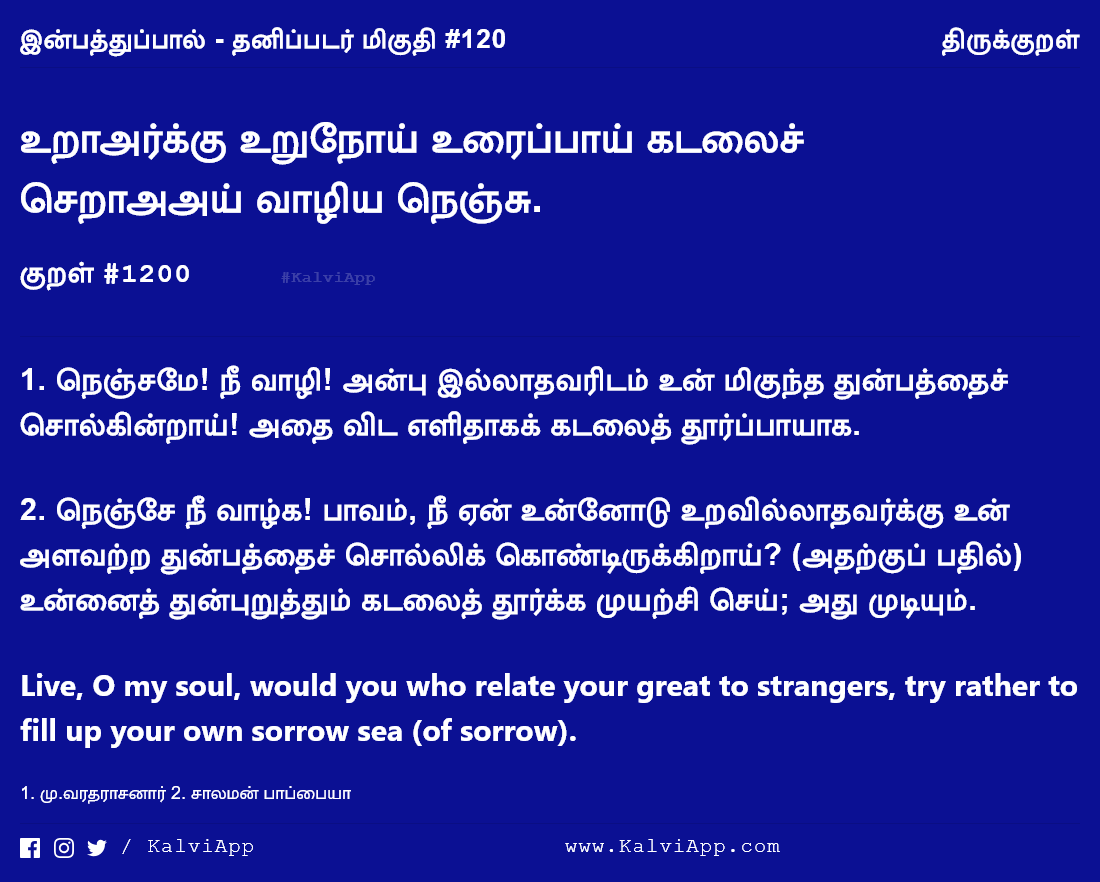 இன்பத்துப்பால் - தனிப்படர் மிகுதி #120
திருக்குறள்
உறாஅர்க்கு உறுநோய் உரைப்பாய் கடலைச்
செறாஅஅய் வாழிய நெஞ்சு.
குறள் #1200
#KalviApp
1. நெஞ்சமே! நீ வாழி! அன்பு இல்லாதவரிடம் உன் மிகுந்த துன்பத்தைச்
சொல்கின்றாய்! அதை விட எளிதாகக் கடலைத் தூர்ப்பாயாக.
2. நெஞ்சே நீ வாழ்க! பாவம், நீ ஏன் உன்னோடு உறவில்லாதவர்க்கு உன்
அளவற்ற துன்பத்தைச் சொல்லிக் கொண்டிருக்கிறாய்? (அதற்குப் பதில்)
உன்னைத் துன்புறுத்தும் கடலைத் தூர்க்க முயற்சி செய்; அது முடியும்.
Live, O my soul, would you who relate your great to strangers, try rather to
fill up your own sorrow sea (of sorrow).
1. மு.வரதராசனார் 2. சாலமன் பாப்பையா
/ KalviApp
www.KalviApp.com